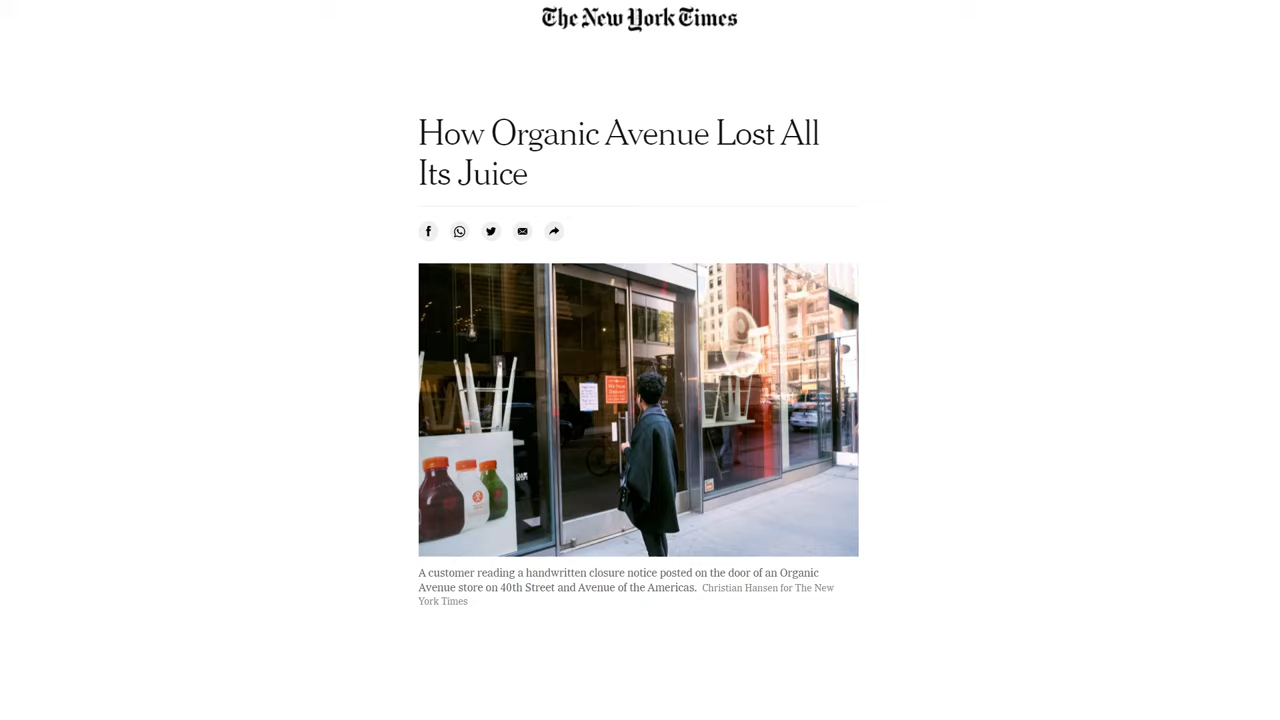 The New York Times
How Organic Avenue Lost All
Its Juice
A customer reading a handwritten closure notice posted on the door of an Organic
Avenue store on 40th Street and Avenue of the Americas. Christian Hansen for The New
York Times